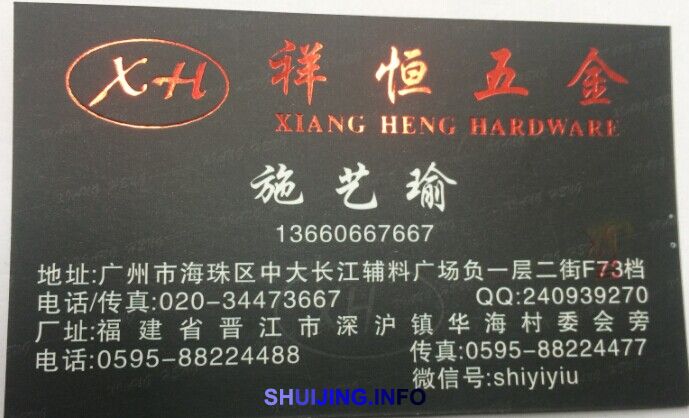 XH 祥恒五金
XIANG HENG HARDWARE
施艺瑜
13660667667
地址:广州市海珠区中大长江辅料广场负一层二街F73档
电话/传真:020-34473667 QQ:240939270
厂址:福建省晋江市深沪镇华海村委会旁
电话:0595-88224488 传真:0595-88224477
微信号:shiyiyiu
SHUIJING.INFO